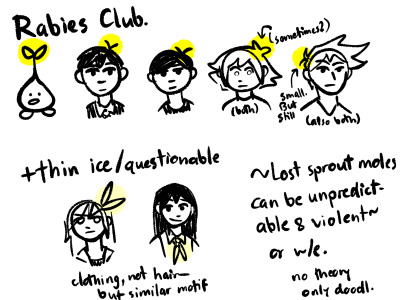 Rabies Club.
(sometimes?)
(both)
small.
But
still
(also both)
+thin ice/questionable
clothing, not hair—
but similar motif
~Lost sprout moles
can be unpredict-
able & violent~
or w/e.
no theory
only doodl.